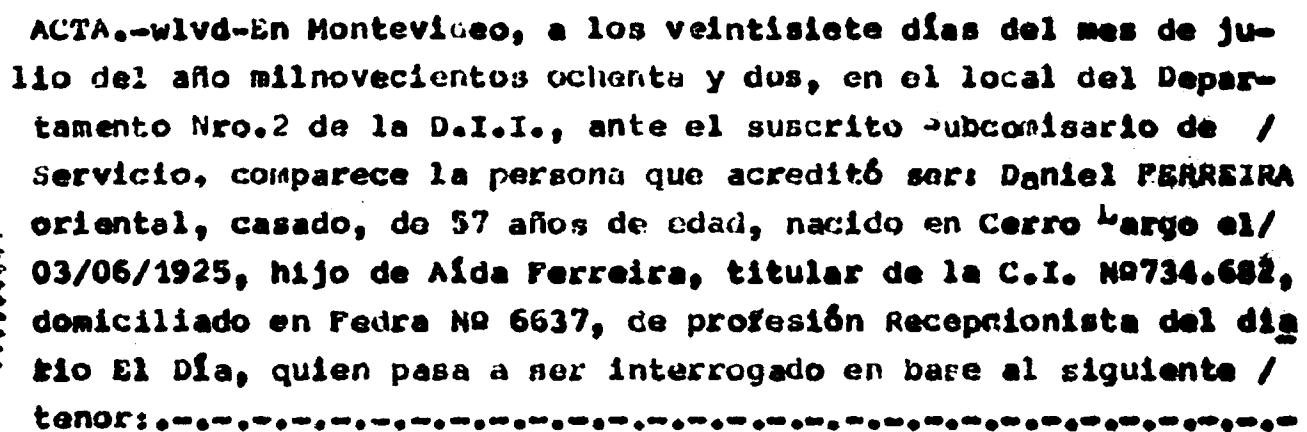 ACTA.-wlvd-En Montevideo, a los veintisiete días del mes de ju-
lio del año milnovecientos ochenta y dos, en el local del Depar-
tamento Nro.2 de la D.I.I., ante el suscrito Subcomisario de /
Servicio, comparece la persona que acreditó ser: Daniel FERREIRA
oriental, casado, de 57 años de edad, nacido en Cerro Largo el/
03/06/1925, hijo de Aída Ferreira, titular de la C.I. Nº734.682,
domiciliado en Fedra Nº 6637, de profesión Recepcionista del dia
rio El Día, quien pasa a ser interrogado en base al siguiente /
tenor:.-.-.-.-.-.-.-.-.-.-.-.-.-.-.-.-.-.-.-.-.-.-.-.-.-.-.-.-